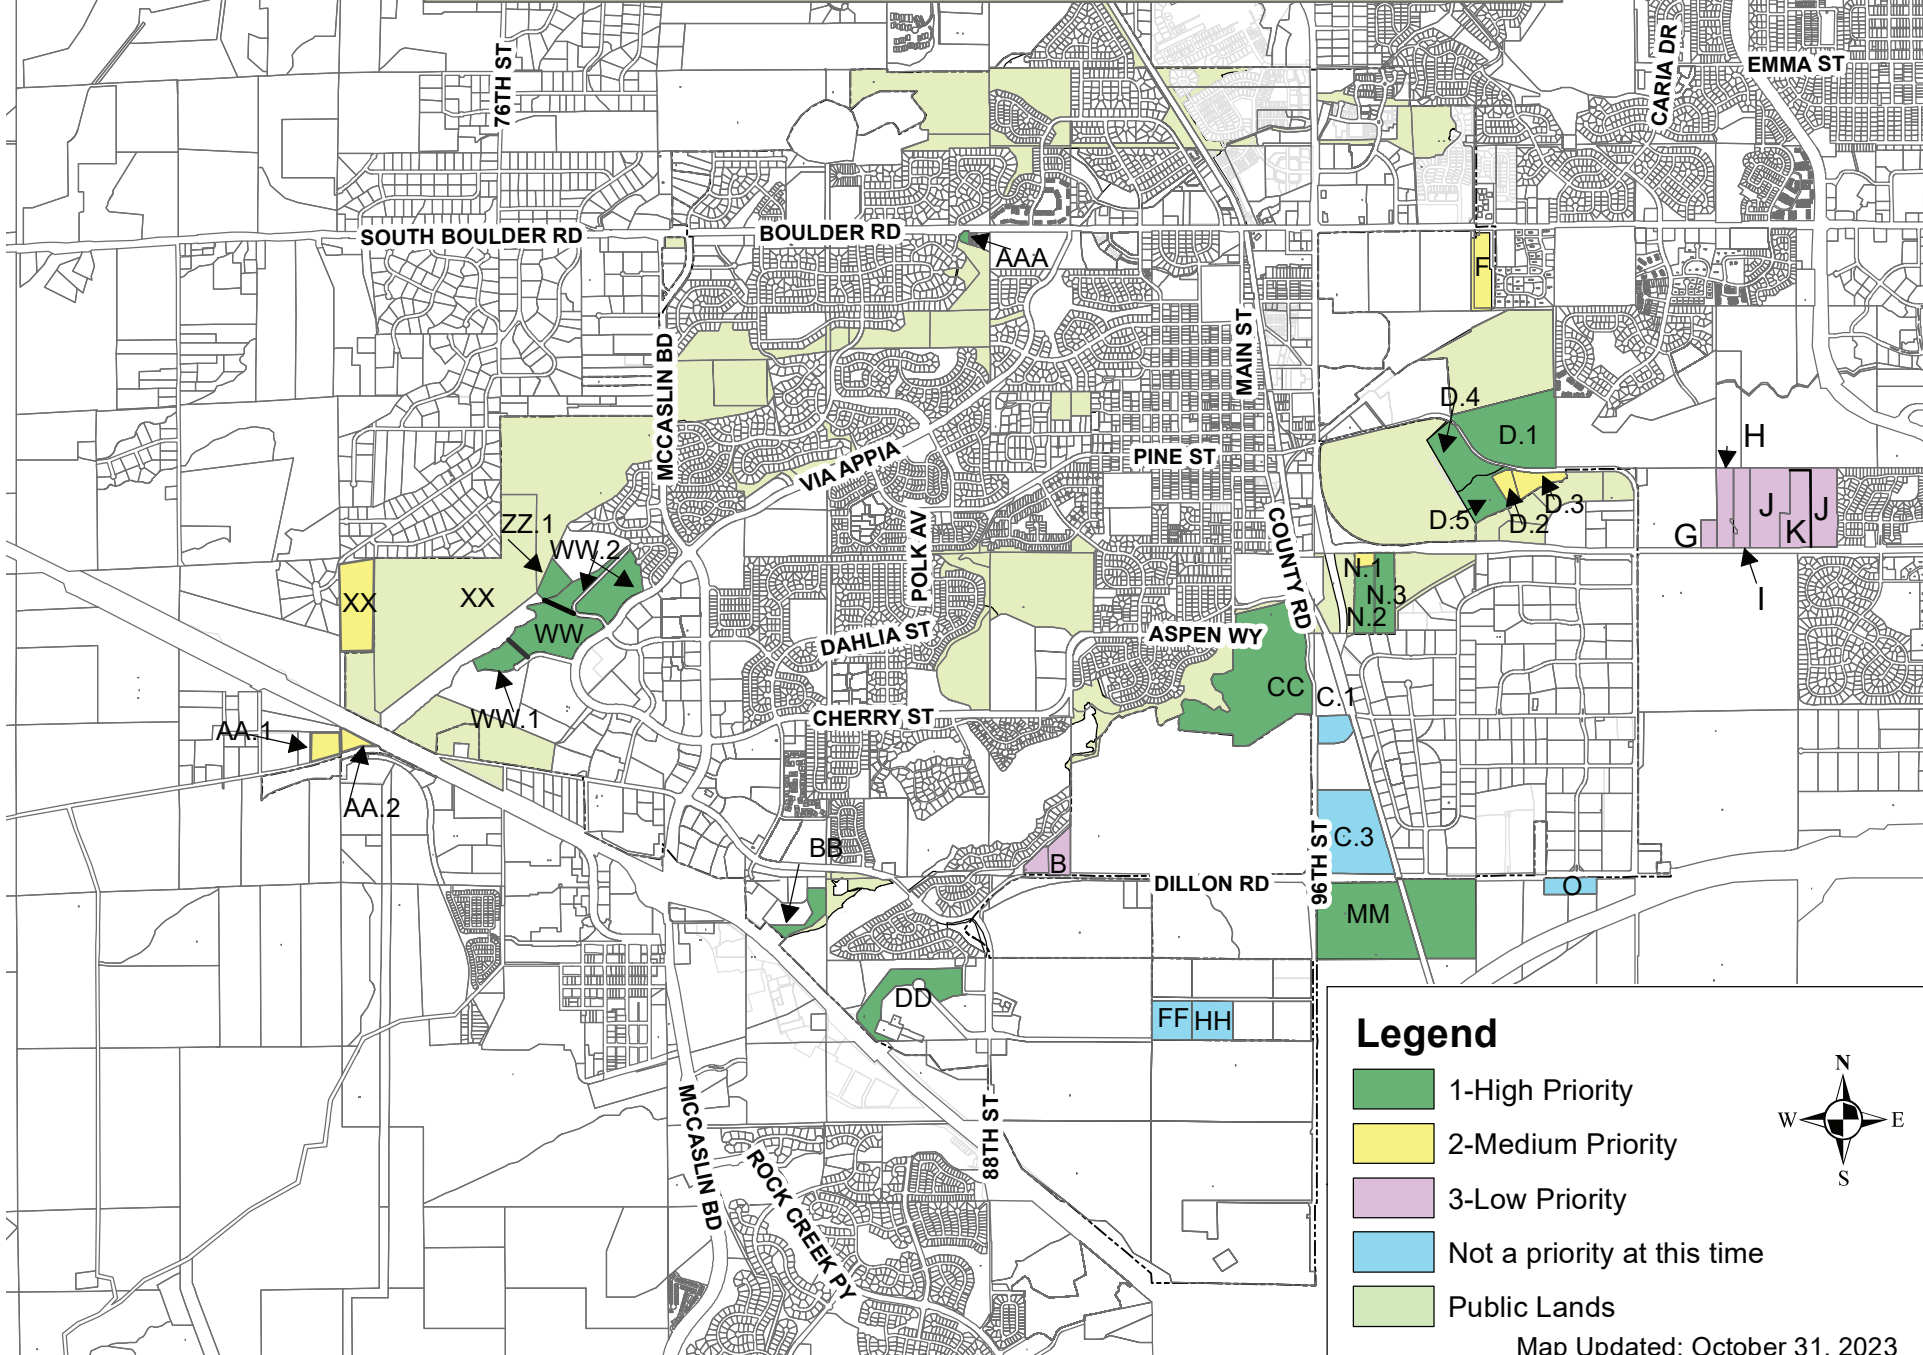 76TH ST
CARIA DR
EMMA ST
SOUTH BOULDER RD
BOULDER RD
AAA
F
MCCASLIN BD
MAIN ST
D.4
D.1
H
VIA APPIA
PINE ST
J
J
K
G
I
D.5
D.2
D.3
ZZ.1
WW.2
POLK AV
COUNTY RD
N.1
N.3
N.2
XX
XX
WW
DAHLIA ST
ASPEN WY
CC
C.1
WW.1
CHERRY ST
AA.1
AA.2
BB
B
C.3
96TH ST
DILLON RD
O
MM
DD
FF
HH
88TH ST
MCCASLIN BD
ROCK CREEK PY
Legend
1-High Priority
2-Medium Priority
3-Low Priority
Not a priority at this time
Public Lands
N
W
E
S
Map Updated: October 31, 2023